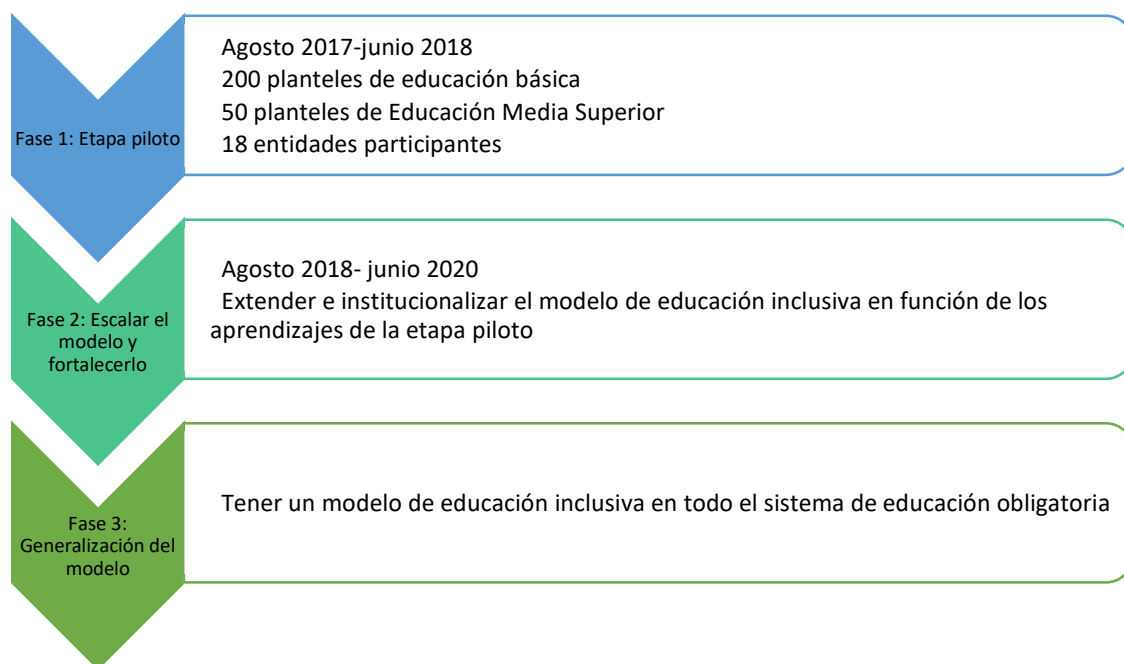 Fase 1: Etapa piloto
Agosto 2017-junio 2018
200 planteles de educación básica
50 planteles de Educación Media Superior
18 entidades participantes
Fase 2: Escalar el
modelo y
fortalecerlo
Agosto 2018- junio 2020
Extender e institucionalizar el modelo de educación inclusiva en función de los
aprendizajes de la etapa piloto
Fase 3:
Generalización del
modelo
Tener un modelo de educación inclusiva en todo el sistema de educación obligatoria